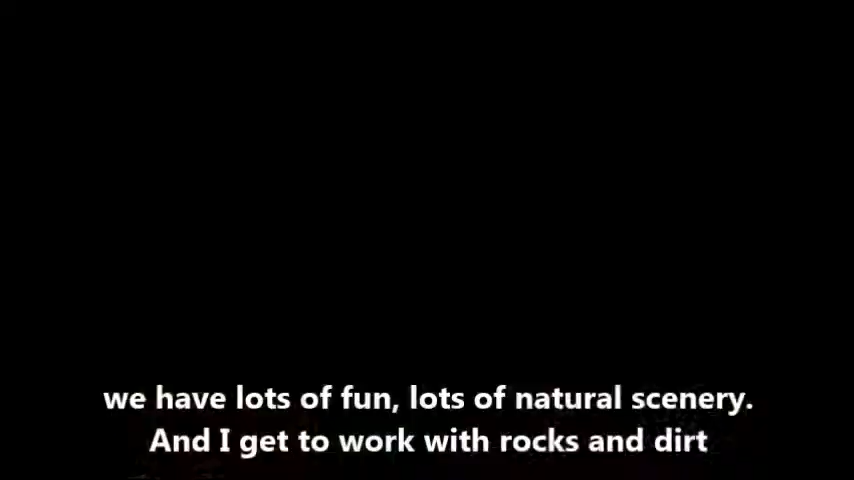 we have lots of fun, lots of natural scenery.
And I get to work with rocks and dirt